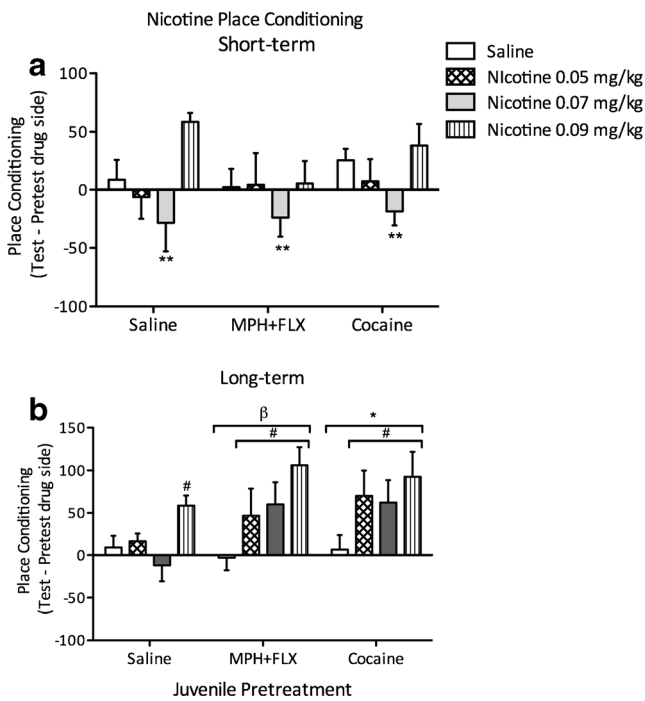 Nicotine Place Conditioning
Short-term
a
Saline
NIcotine 0.05 mg/kg
Nicotine 0.07 mg/kg
Nicotine 0.09 mg/kg
Place Conditioning
(Test - Pretest drug side)
100
50
0
-50
-100
**
**
**
Saline
MPH+FLX
Cocaine
Long-term
b
Place Conditioning
(Test - Pretest drug side)
150
100
50
0
-50
-100
#
β
#
*
#
Saline
MPH+FLX
Cocaine
Juvenile Pretreatment